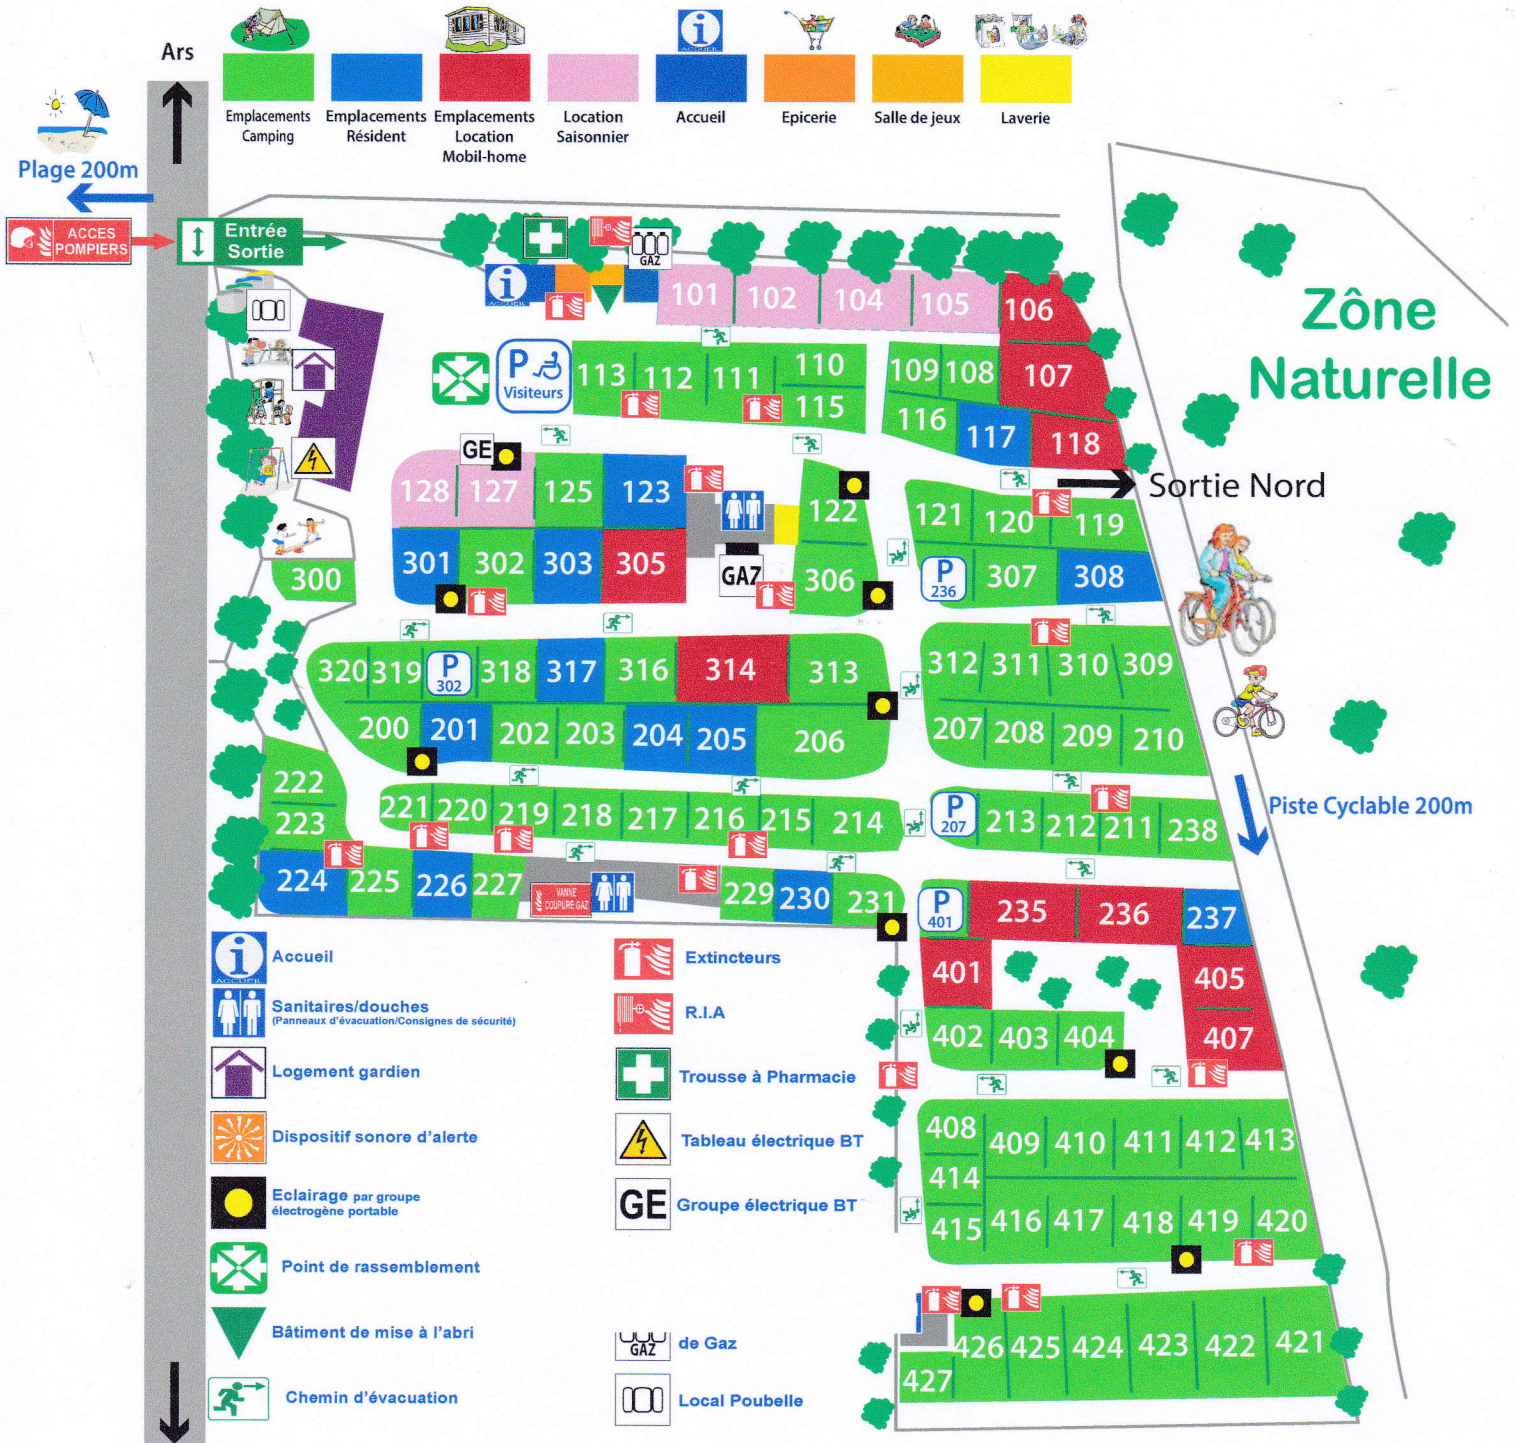 Ars
Emplacements
Camping
Emplacements
Résident
Emplacements
Location
Mobil-home
Location
Saisonnier
ACCUEIL
Accueil
Epicerie
Salle de jeux
Laverie
Plage 200m
ACCES
POMPIERS
Entrée
Sortie
GAZ
ACCUEIL
101
102
104
105
106
Zône
Naturelle
P
Visiteurs
113
112
111
110
115
109
108
107
116
117
118
GE
128
127
125
123
122
121
120
119
Sortie Nord
301
302
303
305
GAZ
306
P
236
307
308
300
320
319
P
302
318
317
316
314
313
312
311
310
309
200
201
202
203
204
205
206
207
208
209
210
222
223
221
220
219
218
217
216
215
214
P
207
213
212
211
238
Piste Cyclable 200m
224
225
226
227
VANNE
COUPURE GAZ
229
230
231
P
401
235
236
237
401
405
402
403
404
407
408
409
410
411
412
413
414
415
416
417
418
419
420
426
425
424
423
422
421
427
ACCUEIL
Accueil
Sanitaires/douches
(Panneaux d'évacuation/Consignes de sécurité)
Logement gardien
Dispositif sonore d'alerte
Eclairage par groupe
électrogène portable
Point de rassemblement
Bâtiment de mise à l'abri
Chemin d'évacuation
Extincteurs
R.I.A
Trousse à Pharmacie
Tableau électrique BT
GE
Groupe électrique BT
GAZ
de Gaz
Local Poubelle